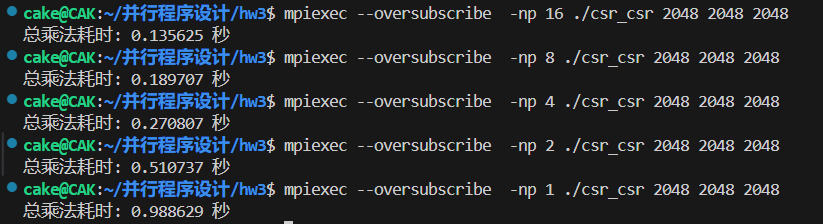 cake@CAK:~/并行程序设计/hw3$ mpiexec --oversubscribe  -np 16 ./csr_csr 2048 2048 2048
总乘法耗时: 0.135625 秒
cake@CAK:~/并行程序设计/hw3$ mpiexec --oversubscribe  -np 8 ./csr_csr 2048 2048 2048
总乘法耗时: 0.189707 秒
cake@CAK:~/并行程序设计/hw3$ mpiexec --oversubscribe  -np 4 ./csr_csr 2048 2048 2048
总乘法耗时: 0.270807 秒
cake@CAK:~/并行程序设计/hw3$ mpiexec --oversubscribe  -np 2 ./csr_csr 2048 2048 2048
总乘法耗时: 0.510737 秒
cake@CAK:~/并行程序设计/hw3$ mpiexec --oversubscribe  -np 1 ./csr_csr 2048 2048 2048
总乘法耗时: 0.988629 秒